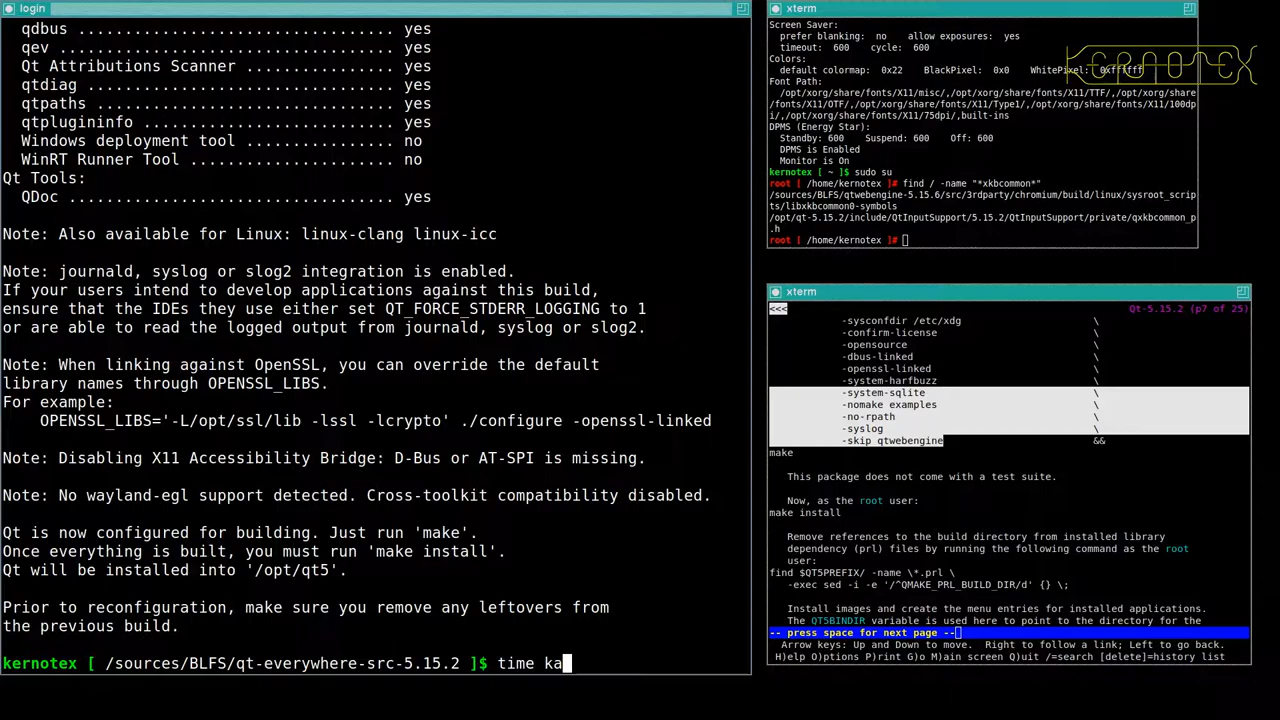 login
qdbus .................................. yes
qev .................................... yes
Qt Attributions Scanner ................ yes
qtdiag ................................. yes
qtpaths ................................ yes
qtplugininfo ........................... yes
Windows deployment tool ................ no
WinRT Runner Tool ...................... no
Qt Tools:
QDoc ................................... yes
Note: Also available for Linux: linux-clang linux-icc
Note: journald, syslog or slog2 integration is enabled.
If your users intend to develop applications against this build,
ensure that the IDEs they use either set QT_FORCE_STDERR_LOGGING to 1
or are able to read the logged output from journald, syslog or slog2.
Note: When linking against OpenSSL, you can override the default
library names through OPENSSL_LIBS.
For example:
OPENSSL_LIBS='-L/opt/ssl/lib -lssl -lcrypto' ./configure -openssl-linked
Note: Disabling X11 Accessibility Bridge: D-Bus or AT-SPI is missing.
Note: No wayland-egl support detected. Cross-toolkit compatibility disabled.
Qt is now configured for building. Just run 'make'.
Once everything is built, you must run 'make install'.
Qt will be installed into '/opt/qt5'.
Prior to reconfiguration, make sure you remove any leftovers from
the previous build.
kernotex [ /sources/BLFS/qt-everywhere-src-5.15.2 ]$ time ka
xterm
Screen Saver:
prefer blanking:  no    allow exposures:  yes
timeout:  600    cycle:  600
Colors:
default colormap:  0x22    BlackPixel:  0x0    WhitePixel:  0xffffff
Font Path:
/opt/xorg/share/fonts/X11/misc/,/opt/xorg/share/fonts/X11/TTF/,/opt/xorg/share
/fonts/X11/OTF/,/opt/xorg/share/fonts/X11/Type1/,/opt/xorg/share/fonts/X11/100dp
i/,/opt/xorg/share/fonts/X11/75dpi/,built-ins
DPMS (Energy Star):
Standby: 600    Suspend: 600    Off: 600
DPMS is Enabled
Monitor is On
kernotex [ ~ ]$ sudo su
root [ /home/kernotex ]# find / -name "*xkbcommon*"
/sources/BLFS/qtwebengine-5.15.6/src/3rdparty/chromium/build/linux/sysroot_scrip
ts/libxkbcommon0-symbols
/opt/qt-5.15.2/include/QtInputSupport/5.15.2/QtInputSupport/private/qxkbcommon_p
.h
root [ /home/kernotex ]#
KERNOTEX
xterm
<<< Qt-5.15.2 (p7 of 25)
-sysconfdir /etc/xdg \
-confirm-license \
-opensource \
-dbus-linked \
-openssl-linked \
-system-harfbuzz \
-system-sqlite \
-nomake examples \
-no-rpath \
-syslog \
-skip qtwebengine &&
make
This package does not come with a test suite.
Now, as the root user:
make install
Remove references to the build directory from installed library
dependency (prl) files by running the following command as the root
user:
find $QT5PREFIX/ -name \*.prl \
-exec sed -i -e '/^QMAKE_PRL_BUILD_DIR/d' {} \;
Install images and create the menu entries for installed applications.
The QT5BINDIR variable is used here to point to the directory for the
-- press space for next page --
Arrow keys: Up and Down to move.  Right to follow a link; Left to go back.
H)elp O)ptions P)rint G)o M)ain screen Q)uit /=search [delete]=history list